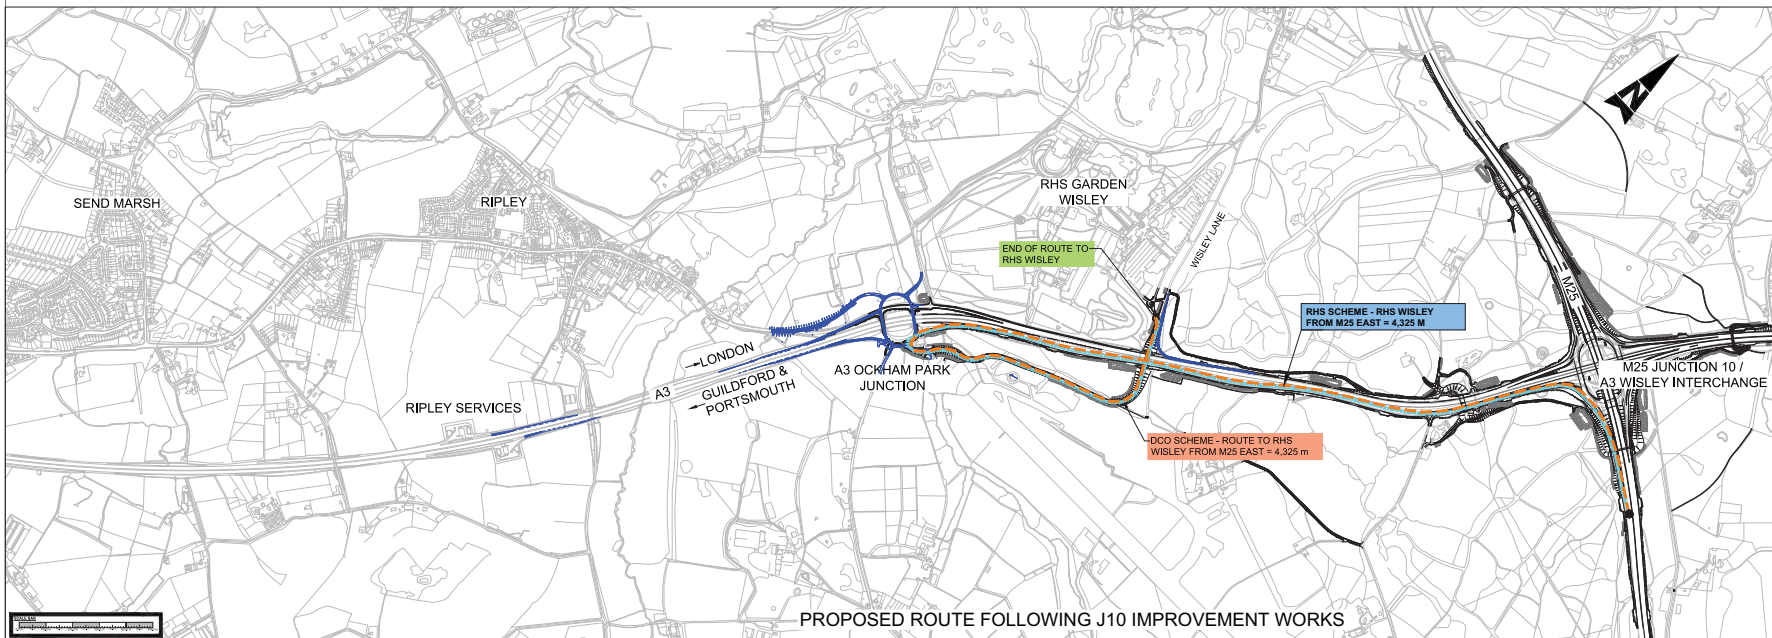 SEND MARSH
RIPLEY
RHS GARDEN
WISLEY
END OF ROUTE TO
RHS WISLEY
WISLEY LANE
M25
RHS SCHEME - RHS WISLEY
FROM M25 EAST = 4,325 M
LONDON
A3
GUILDFORD &
PORTSMOUTH
A3 OCKHAM PARK
JUNCTION
M25 JUNCTION 10 /
A3 WISLEY INTERCHANGE
RIPLEY SERVICES
DCO SCHEME - ROUTE TO RHS
WISLEY FROM M25 EAST = 4,325 m
M25
N
SCALE BAR
PROPOSED ROUTE FOLLOWING J10 IMPROVEMENT WORKS